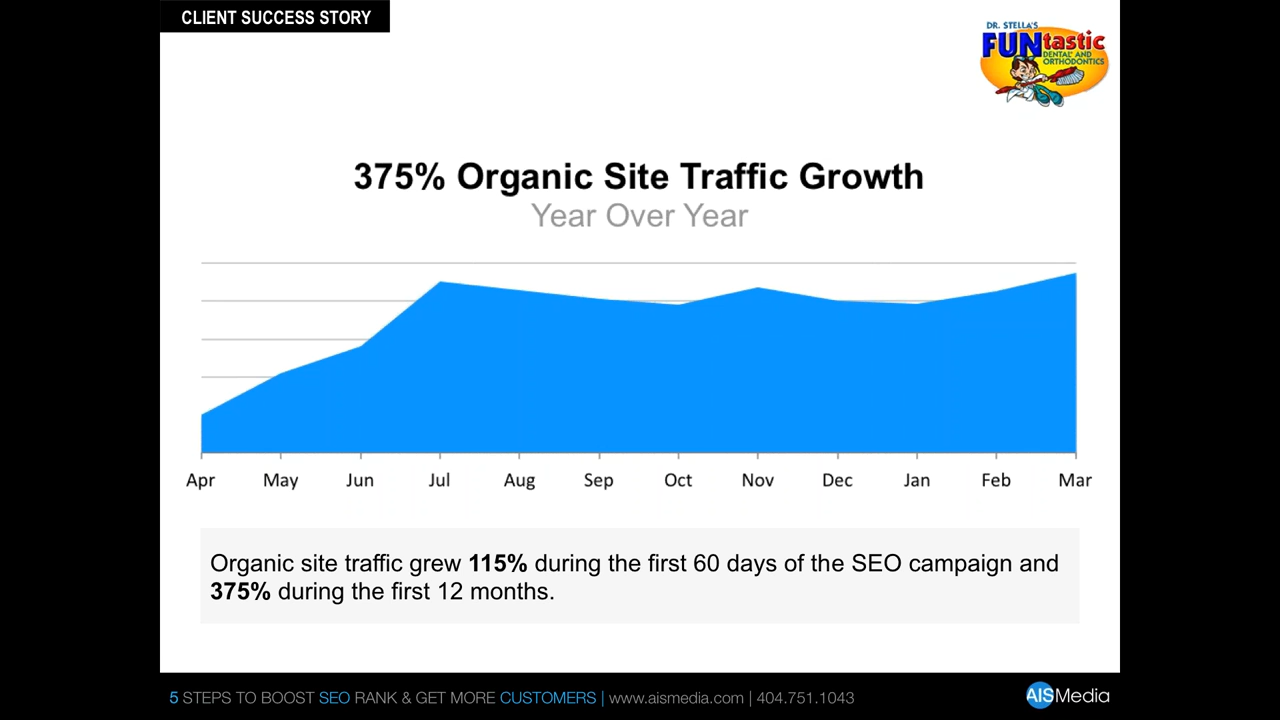 CLIENT SUCCESS STORY
DR. STELLA'S
FUNtastic
DENTAL AND
ORTHODONTICS
375% Organic Site Traffic Growth
Year Over Year
Apr May Jun Jul Aug Sep Oct Nov Dec Jan Feb Mar
Organic site traffic grew 115% during the first 60 days of the SEO campaign and
375% during the first 12 months.
5 STEPS TO BOOST SEO RANK & GET MORE CUSTOMERS | www.aismedia.com | 404.751.1043
AISMedia